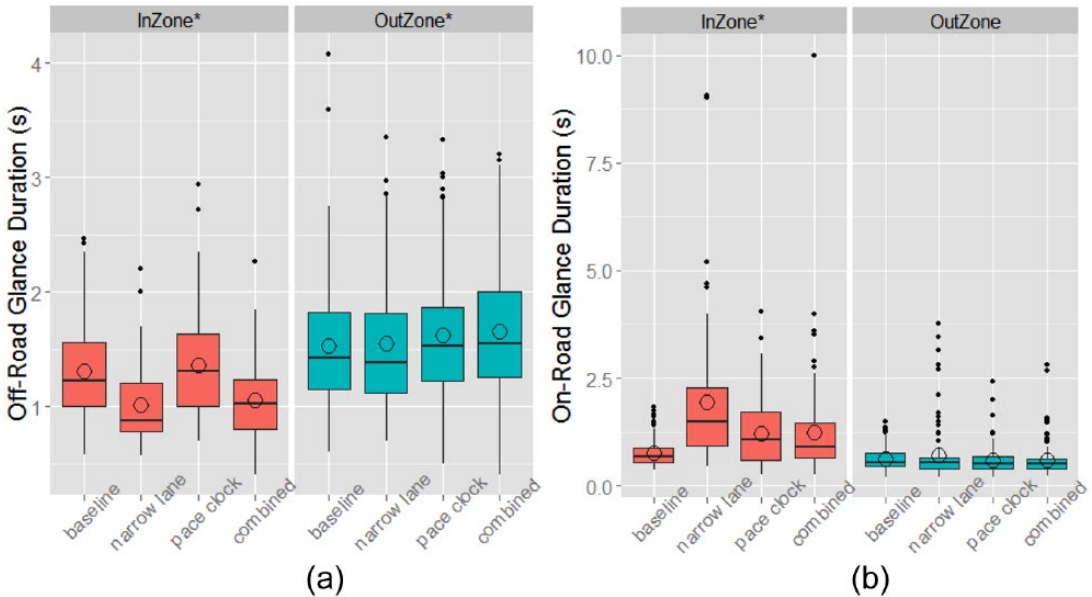 InZone* OutZone*
Off-Road Glance Duration (s)
4
3
2
1
baseline narrow lane pace clock combined baseline narrow lane pace clock combined
(a)
InZone* OutZone
On-Road Glance Duration (s)
10.0
7.5
5.0
2.5
0.0
baseline narrow lane pace clock combined baseline narrow lane pace clock combined
(b)